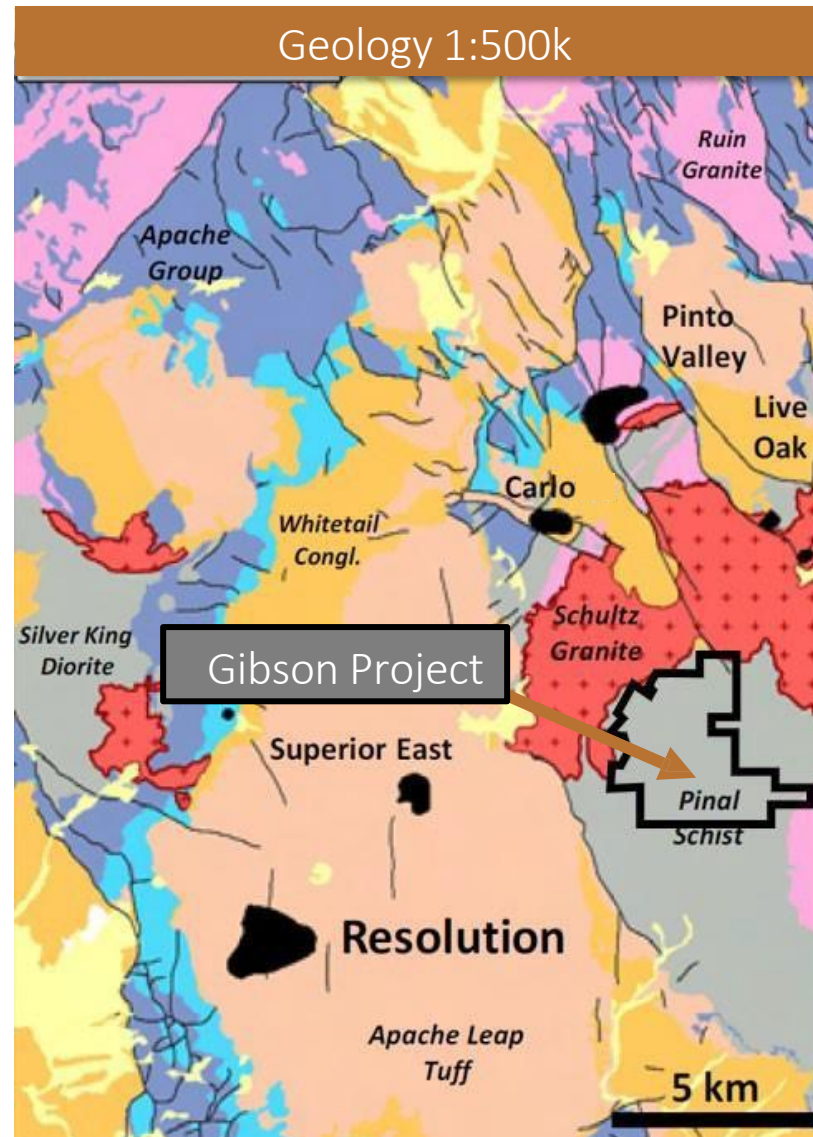 Geology 1:500k
Ruin
Granite
Apache
Group
Pinto
Valley
Live
Oak
Carlo
Whitetail
Congl.
Schultz
Granite
Silver King
Diorite
Gibson Project
Superior East
Pinal
Schist
Resolution
Apache Leap
Tuff
5 km